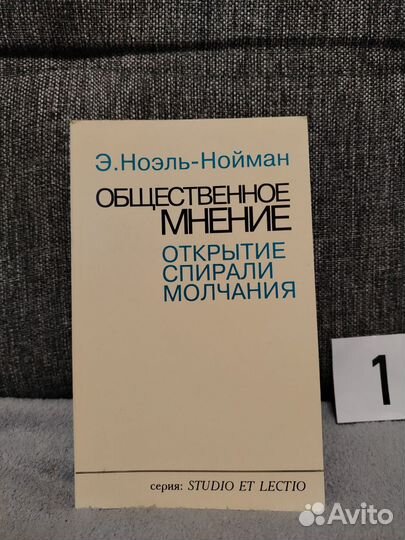 Э.Ноэль-Нойман
ОБЩЕСТВЕННОЕ
МНЕНИЕ
ОТКРЫТИЕ
СПИРАЛИ
МОЛЧАНИЯ
1
серия: STUDIO ET LECTIO
Avito